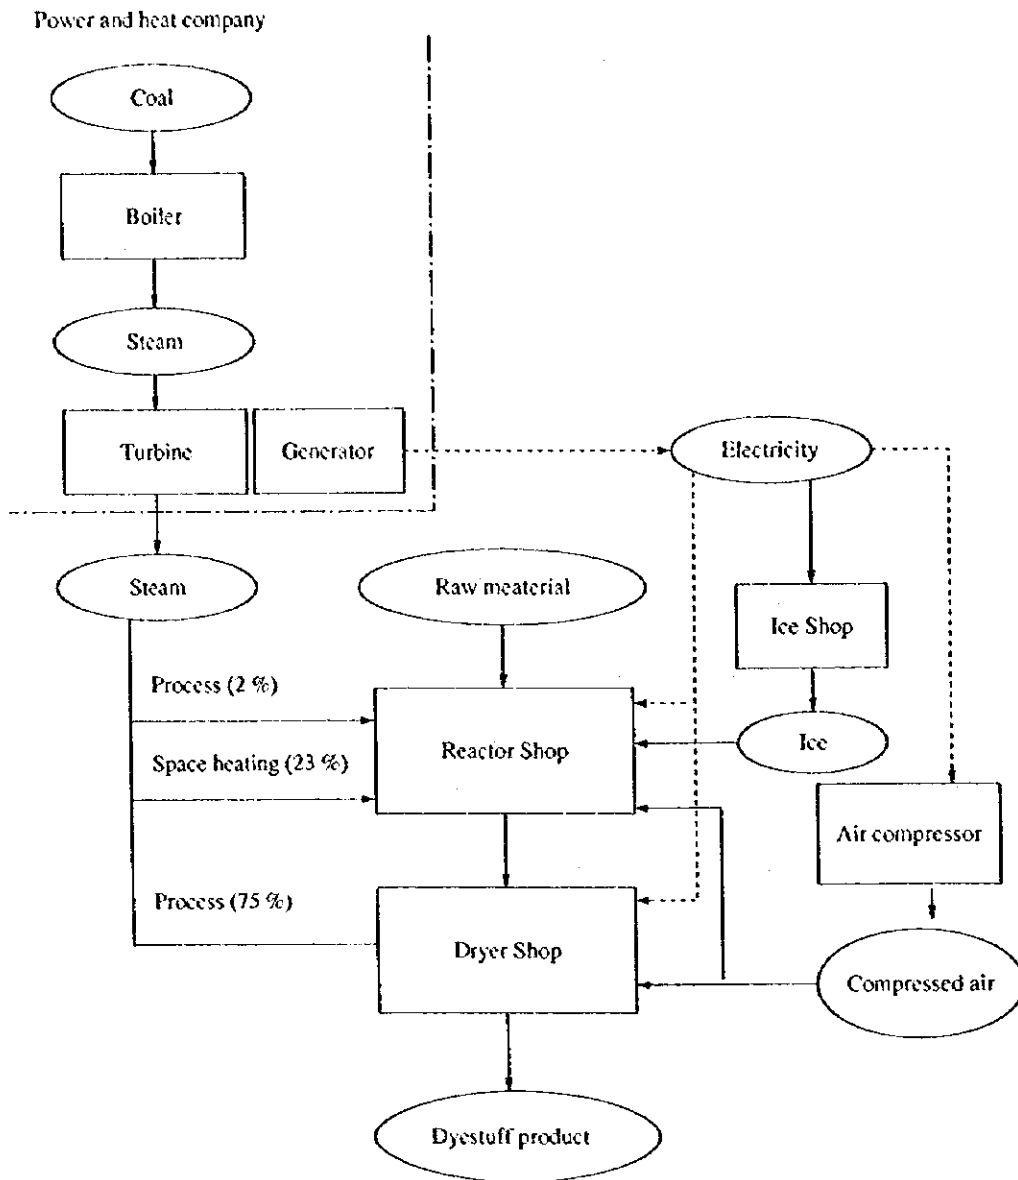 Power and heat company
Coal
Boiler
Steam
Turbine
Generator
Electricity
Steam
Raw meaterial
Ice Shop
Process (2 %)
Reactor Shop
Ice
Space heating (23 %)
Air compressor
Process (75 %)
Dryer Shop
Compressed air
Dyestuff product